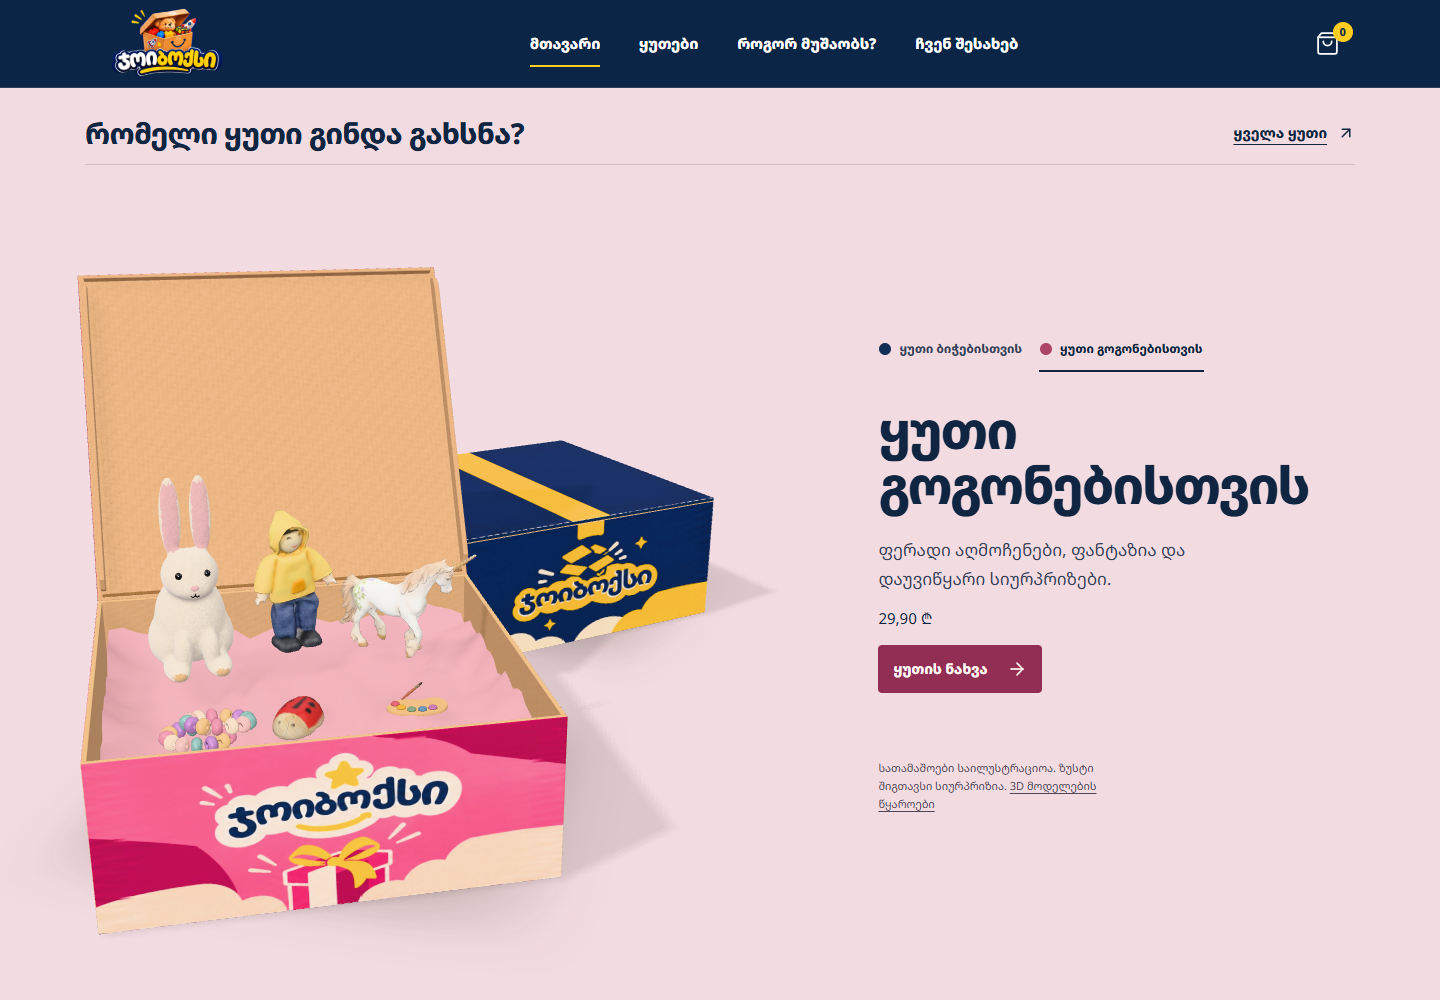 ჯოიბოქსი
მთავარი
ყუთები
როგორ მუშაობს?
ჩვენ შესახებ
0
რომელი ყუთი გინდა გახსნა?
ყველა ყუთი
ყუთი ბიჭებისთვის
ყუთი გოგონებისთვის
ყუთი
გოგონებისთვის
ფერადი აღმოჩენები, ფანტაზია და
დაუვიწყარი სიურპრიზები.
29,90 ₾
ყუთის ნახვა
სათამაშოები საილუსტრაციოა. ზუსტი
შიგთავსი სიურპრიზია. 3D მოდელების
წყაროები
ჯოიბოქსი
ჯოიბოქსი